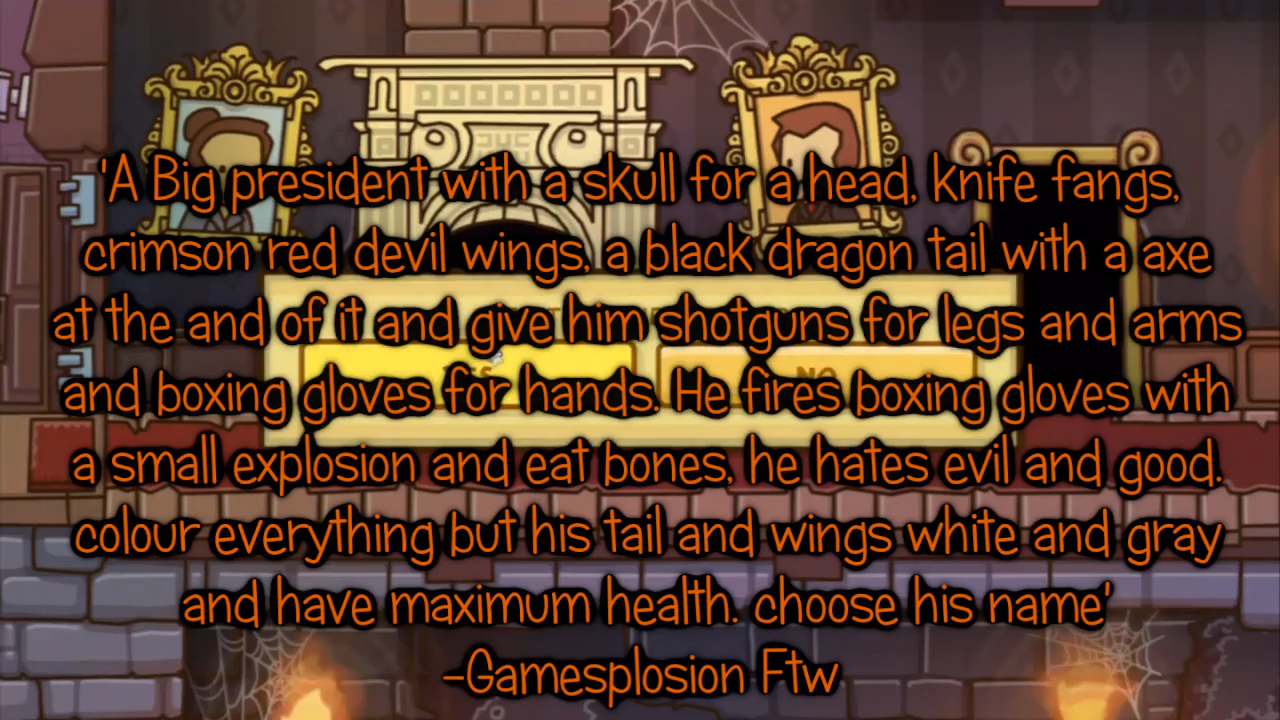 'A Big president with a skull for a head, knife fangs,
crimson red devil wings, a black dragon tail with a axe
at the and of it and give him shotguns for legs and arms
and boxing gloves for hands. He fires boxing gloves with
a small explosion and eat bones, he hates evil and good.
colour everything but his tail and wings white and gray
and have maximum health. choose his name'
-Gamesplosion Ftw
YES
NO